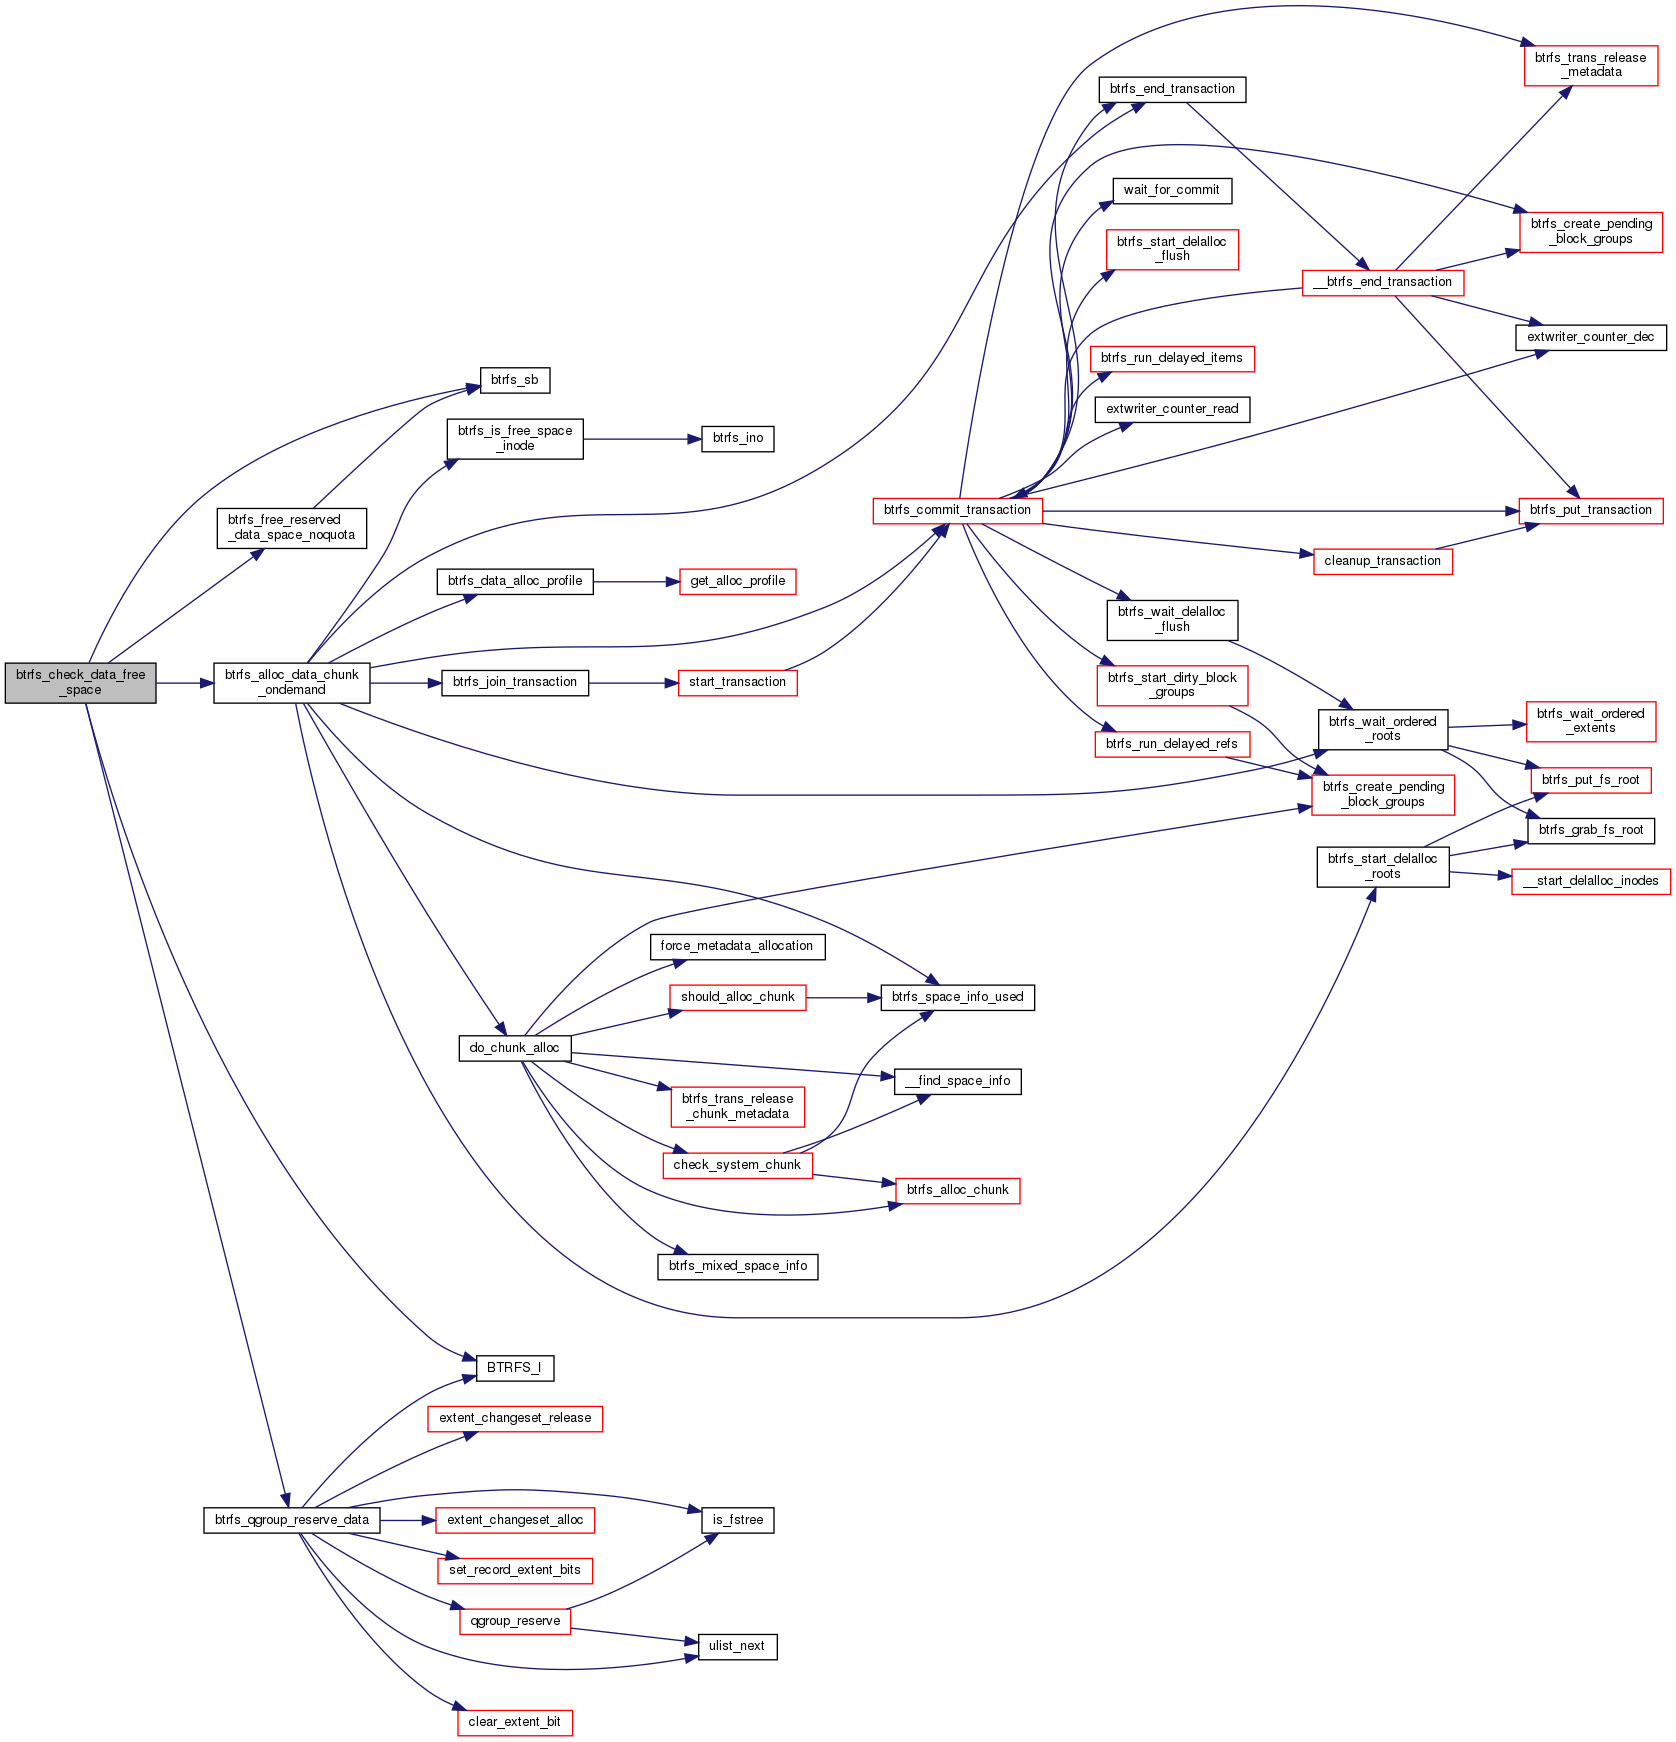 btrfs_trans_release
_metadata
btrfs_end_transaction
wait_for_commit
btrfs_create_pending
_block_groups
btrfs_start_delalloc
_flush
__btrfs_end_transaction
extwriter_counter_dec
btrfs_run_delayed_items
btrfs_sb
extwriter_counter_read
btrfs_is_free_space
_inode
btrfs_ino
btrfs_free_reserved
_data_space_noquota
btrfs_commit_transaction
btrfs_put_transaction
cleanup_transaction
btrfs_data_alloc_profile
get_alloc_profile
btrfs_wait_delalloc
_flush
btrfs_check_data_free
_space
btrfs_alloc_data_chunk
_ondemand
btrfs_join_transaction
start_transaction
btrfs_start_dirty_block
_groups
btrfs_wait_ordered
_roots
btrfs_wait_ordered
_extents
btrfs_run_delayed_refs
btrfs_put_fs_root
btrfs_create_pending
_block_groups
btrfs_grab_fs_root
btrfs_start_delalloc
_roots
__start_delalloc_inodes
force_metadata_allocation
should_alloc_chunk
btrfs_space_info_used
do_chunk_alloc
__find_space_info
btrfs_trans_release
_chunk_metadata
check_system_chunk
btrfs_alloc_chunk
btrfs_mixed_space_info
BTRFS_I
extent_changeset_release
btrfs_qgroup_reserve_data
extent_changeset_alloc
is_fstree
set_record_extent_bits
qgroup_reserve
ulist_next
clear_extent_bit